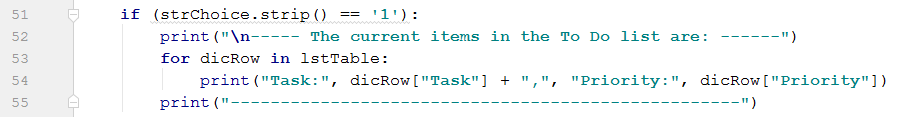 51 if (strChoice.strip() == '1'):
52 print("\n----- The current items in the To Do list are: ------")
53 for dicRow in lstTable:
54 print("Task:", dicRow["Task"] + ",", "Priority:", dicRow["Priority"])
55 print("---------------------------------------------------")